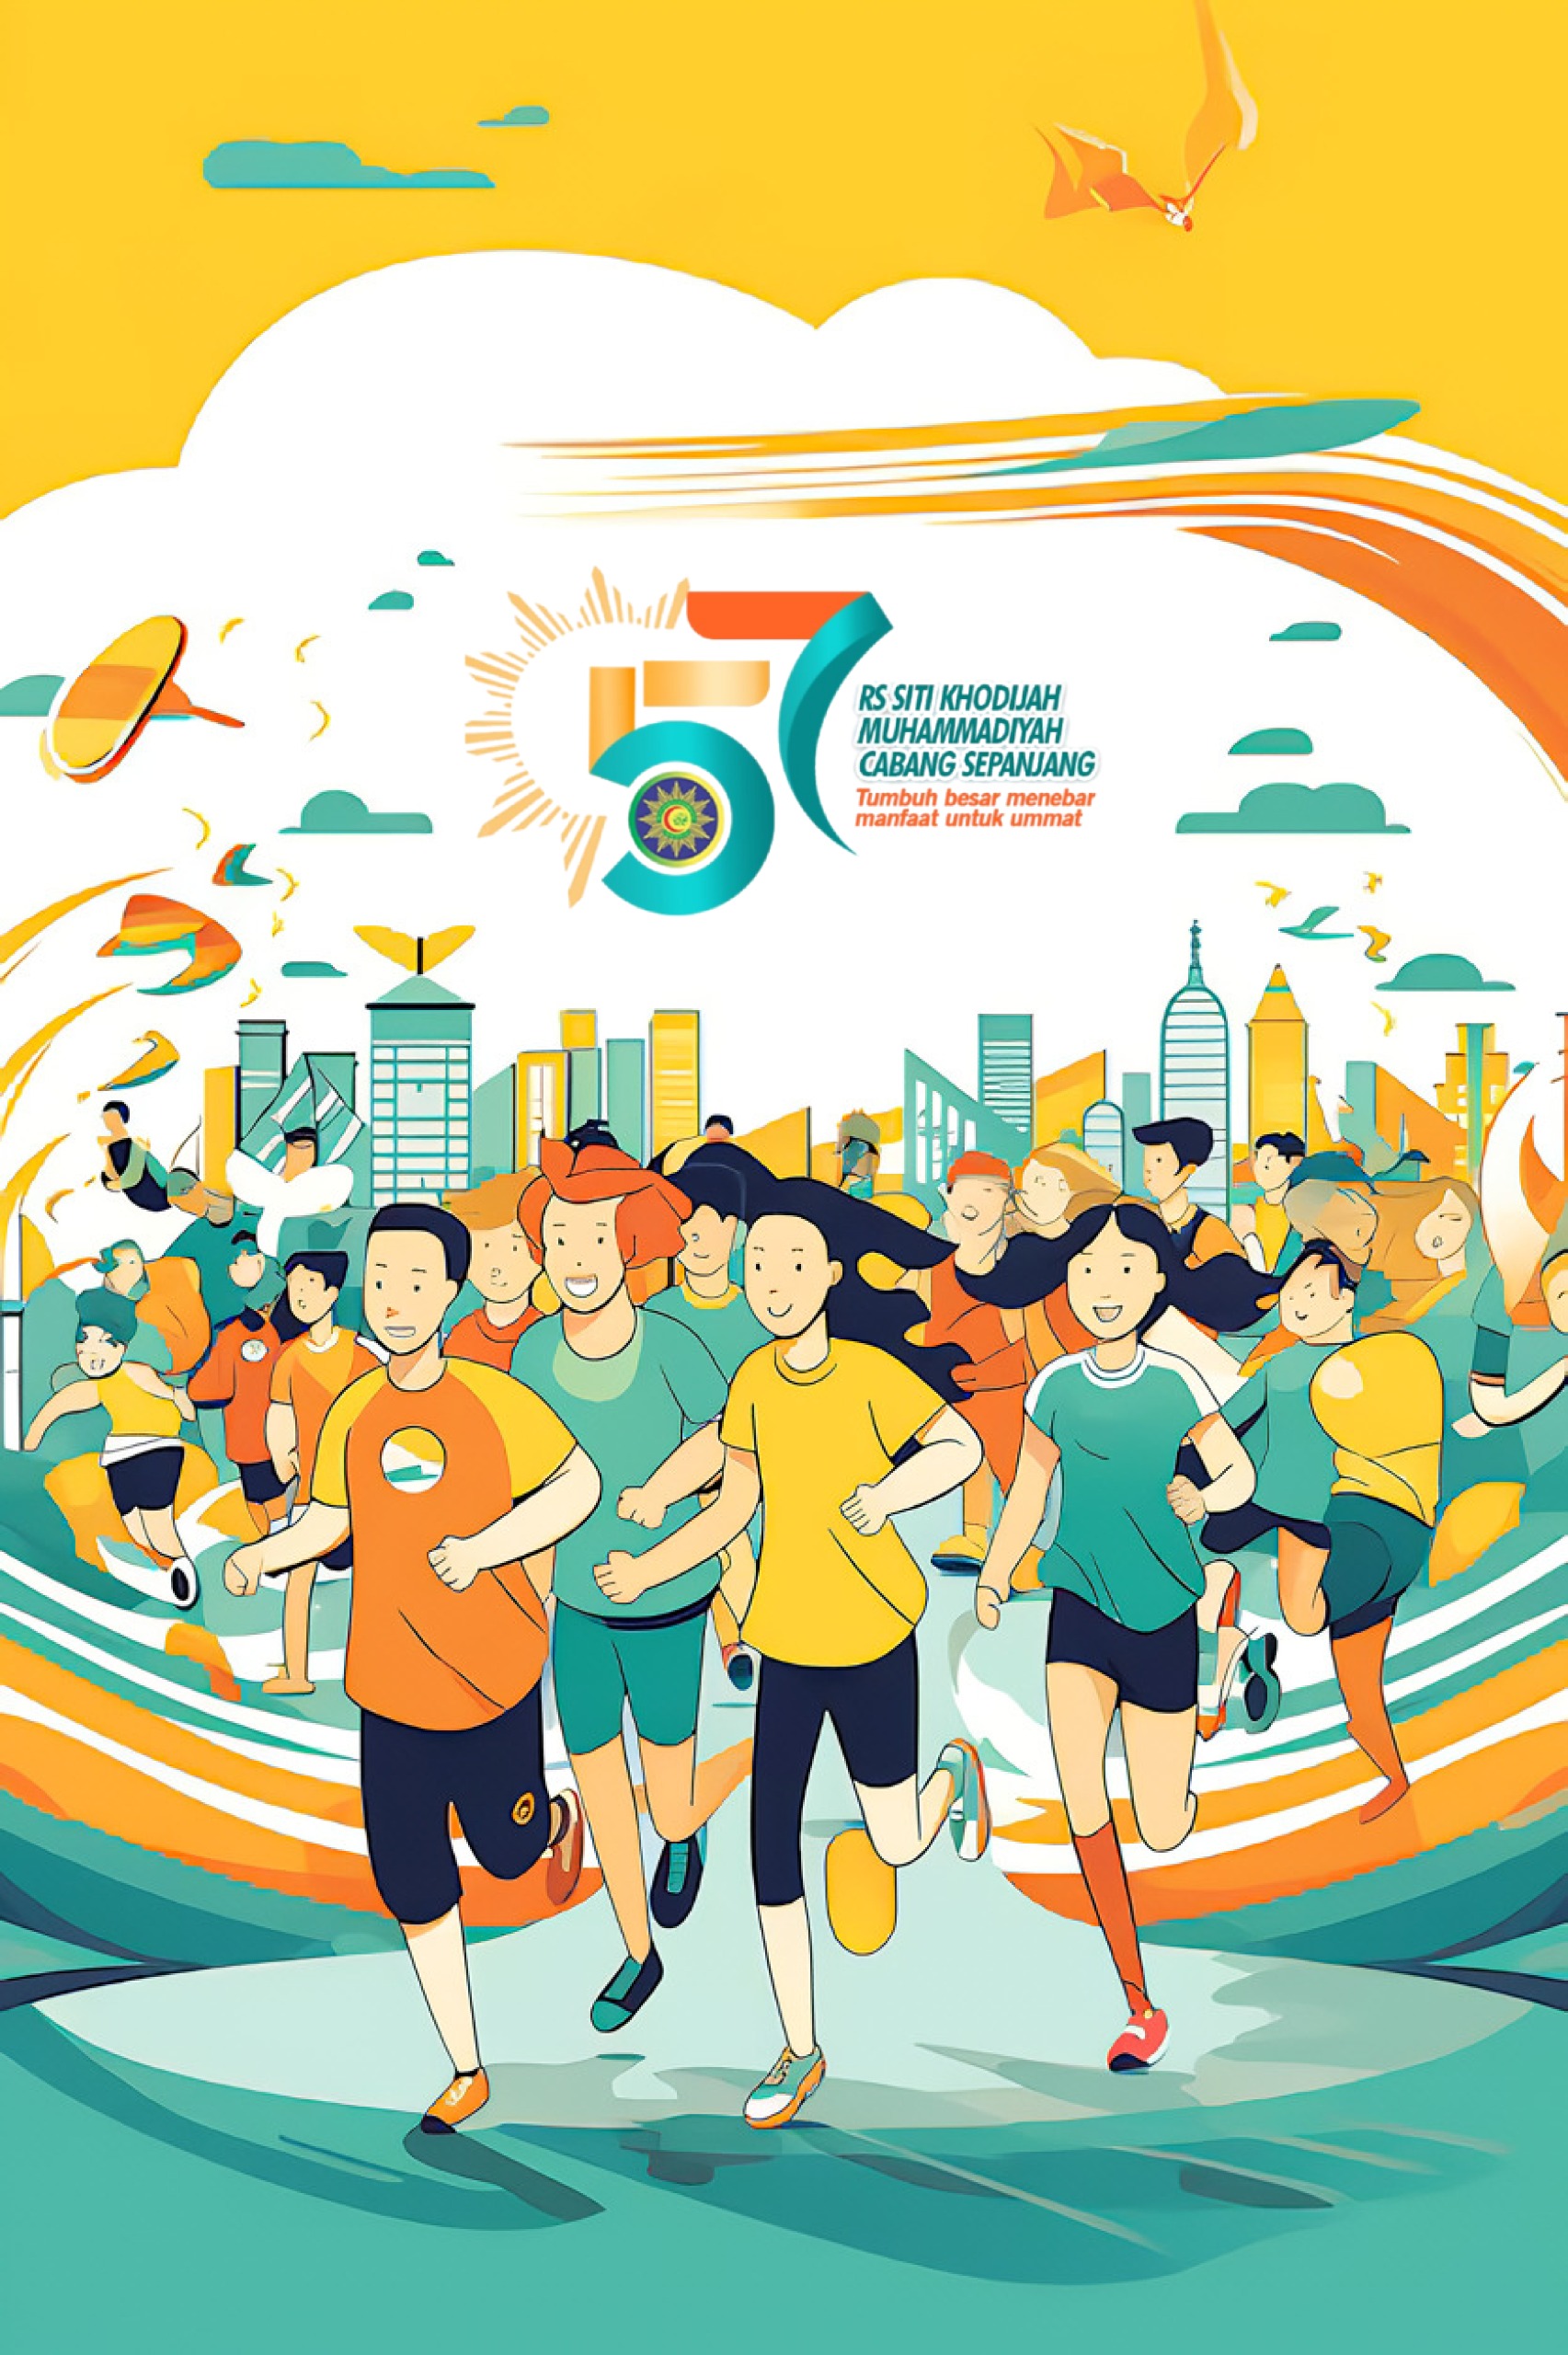 57
RS SITI KHODIJAH
MUHAMMADIYAH
CABANG SEPANJANG
Tumbuh besar menebar
manfaat untuk ummat